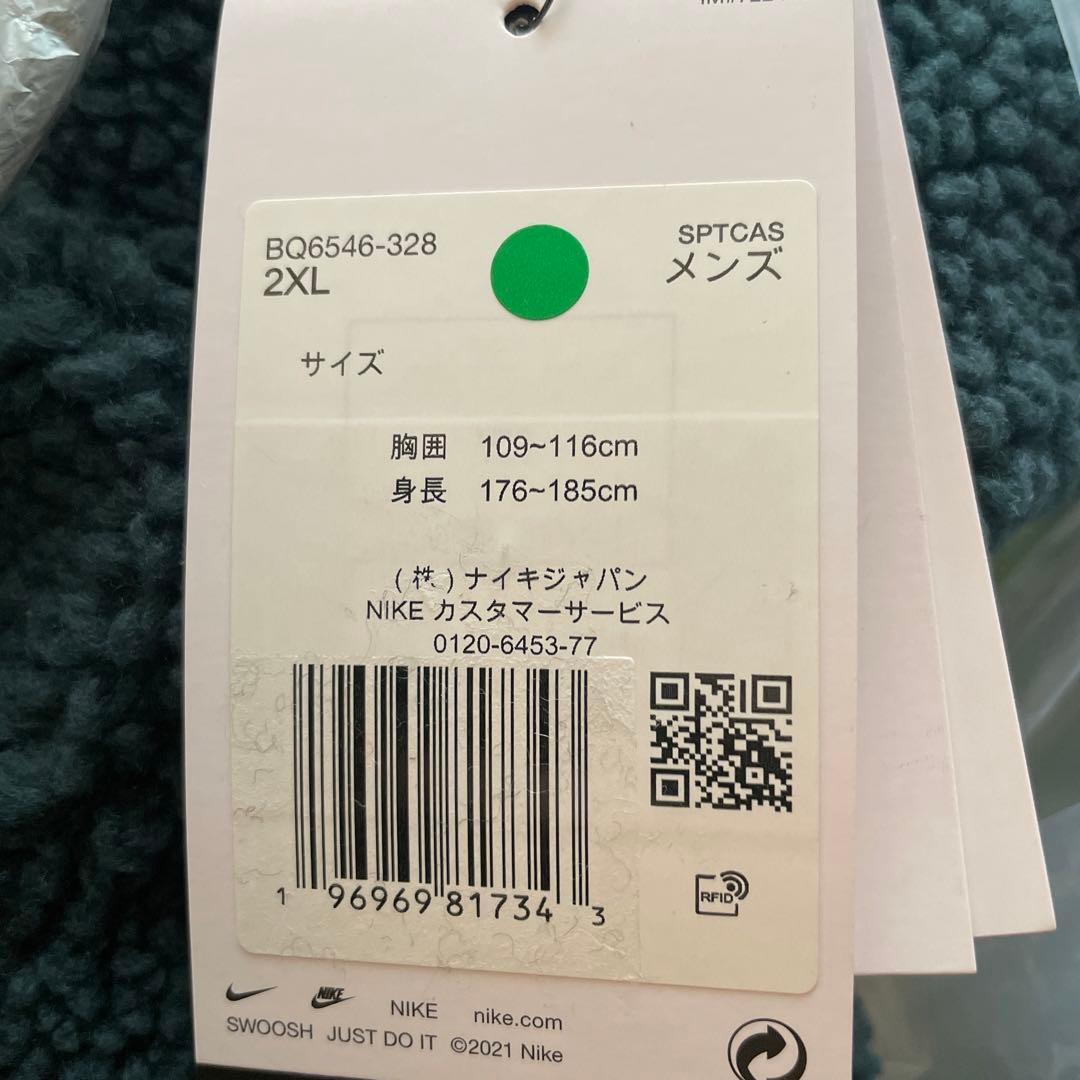 BQ6546-328
2XL
SPTCAS
メンズ
サイズ
胸囲 109~116cm
身長 176~185cm
(株)ナイキジャパン
NIKE カスタマーサービス
0120-6453-77
1 96969 81734 3
RFID
NIKE
NIKE nike.com
SWOOSH JUST DO IT ©2021 Nike